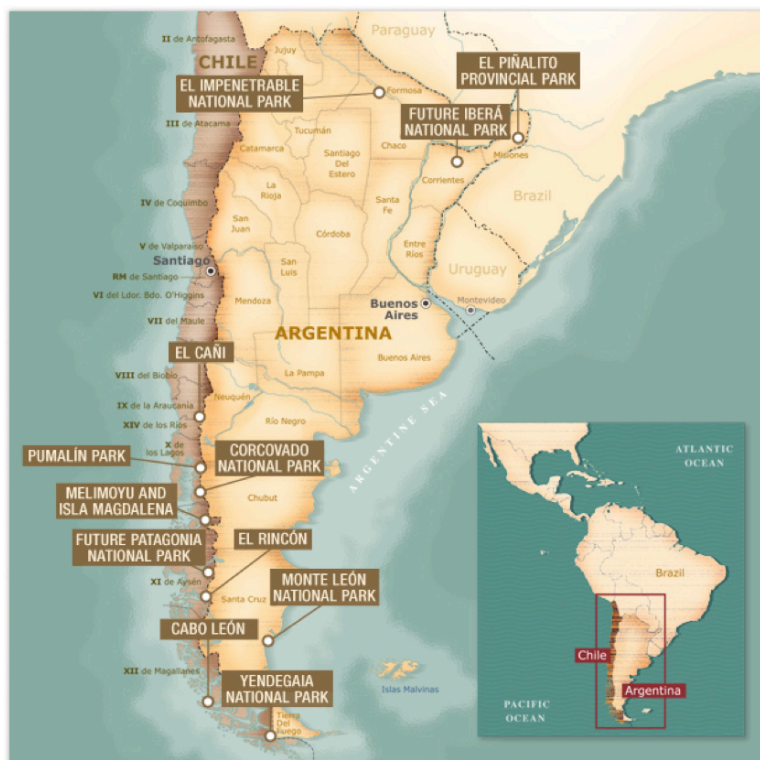 Paraguay
II de Antofagasta
Jujuy
CHILE
EL PIÑALITO
PROVINCIAL PARK
EL IMPENETRABLE
NATIONAL PARK
Formosa
FUTURE IBERÁ
NATIONAL PARK
III de Atacama
Tucumán
Chaco
Catamarca
Santiago
Del
Estero
Misiones
Corrientes
La
Rioja
Santa
Fe
Brazil
IV de Coquimbo
San
Juan
Córdoba
Entre
Ríos
V de Valparaíso
Santiago
San
Luis
Uruguay
RM de Santiago
VI del Ldor. Bdo. O'Higgins
Mendoza
Buenos
Aires
Montevideo
VII del Maule
ARGENTINA
EL CAÑI
Buenos Aires
VIII del Biobío
La Pampa
Neuquén
IX de la Araucanía
XIV de los Ríos
Río Negro
ARGENTINE SEA
X de
los Lagos
PUMALÍN PARK
CORCOVADO
NATIONAL PARK
MELIMOYU AND
ISLA MAGDALENA
Chubut
FUTURE PATAGONIA
NATIONAL PARK
EL RINCÓN
XI de Aysén
Santa Cruz
MONTE LEÓN
NATIONAL PARK
CABO LEÓN
XII de Magallanes
YENDEGAIA
NATIONAL PARK
Islas Malvinas
Tierra
Del
Fuego
ATLANTIC
OCEAN
Brazil
Chile
Argentina
PACIFIC
OCEAN